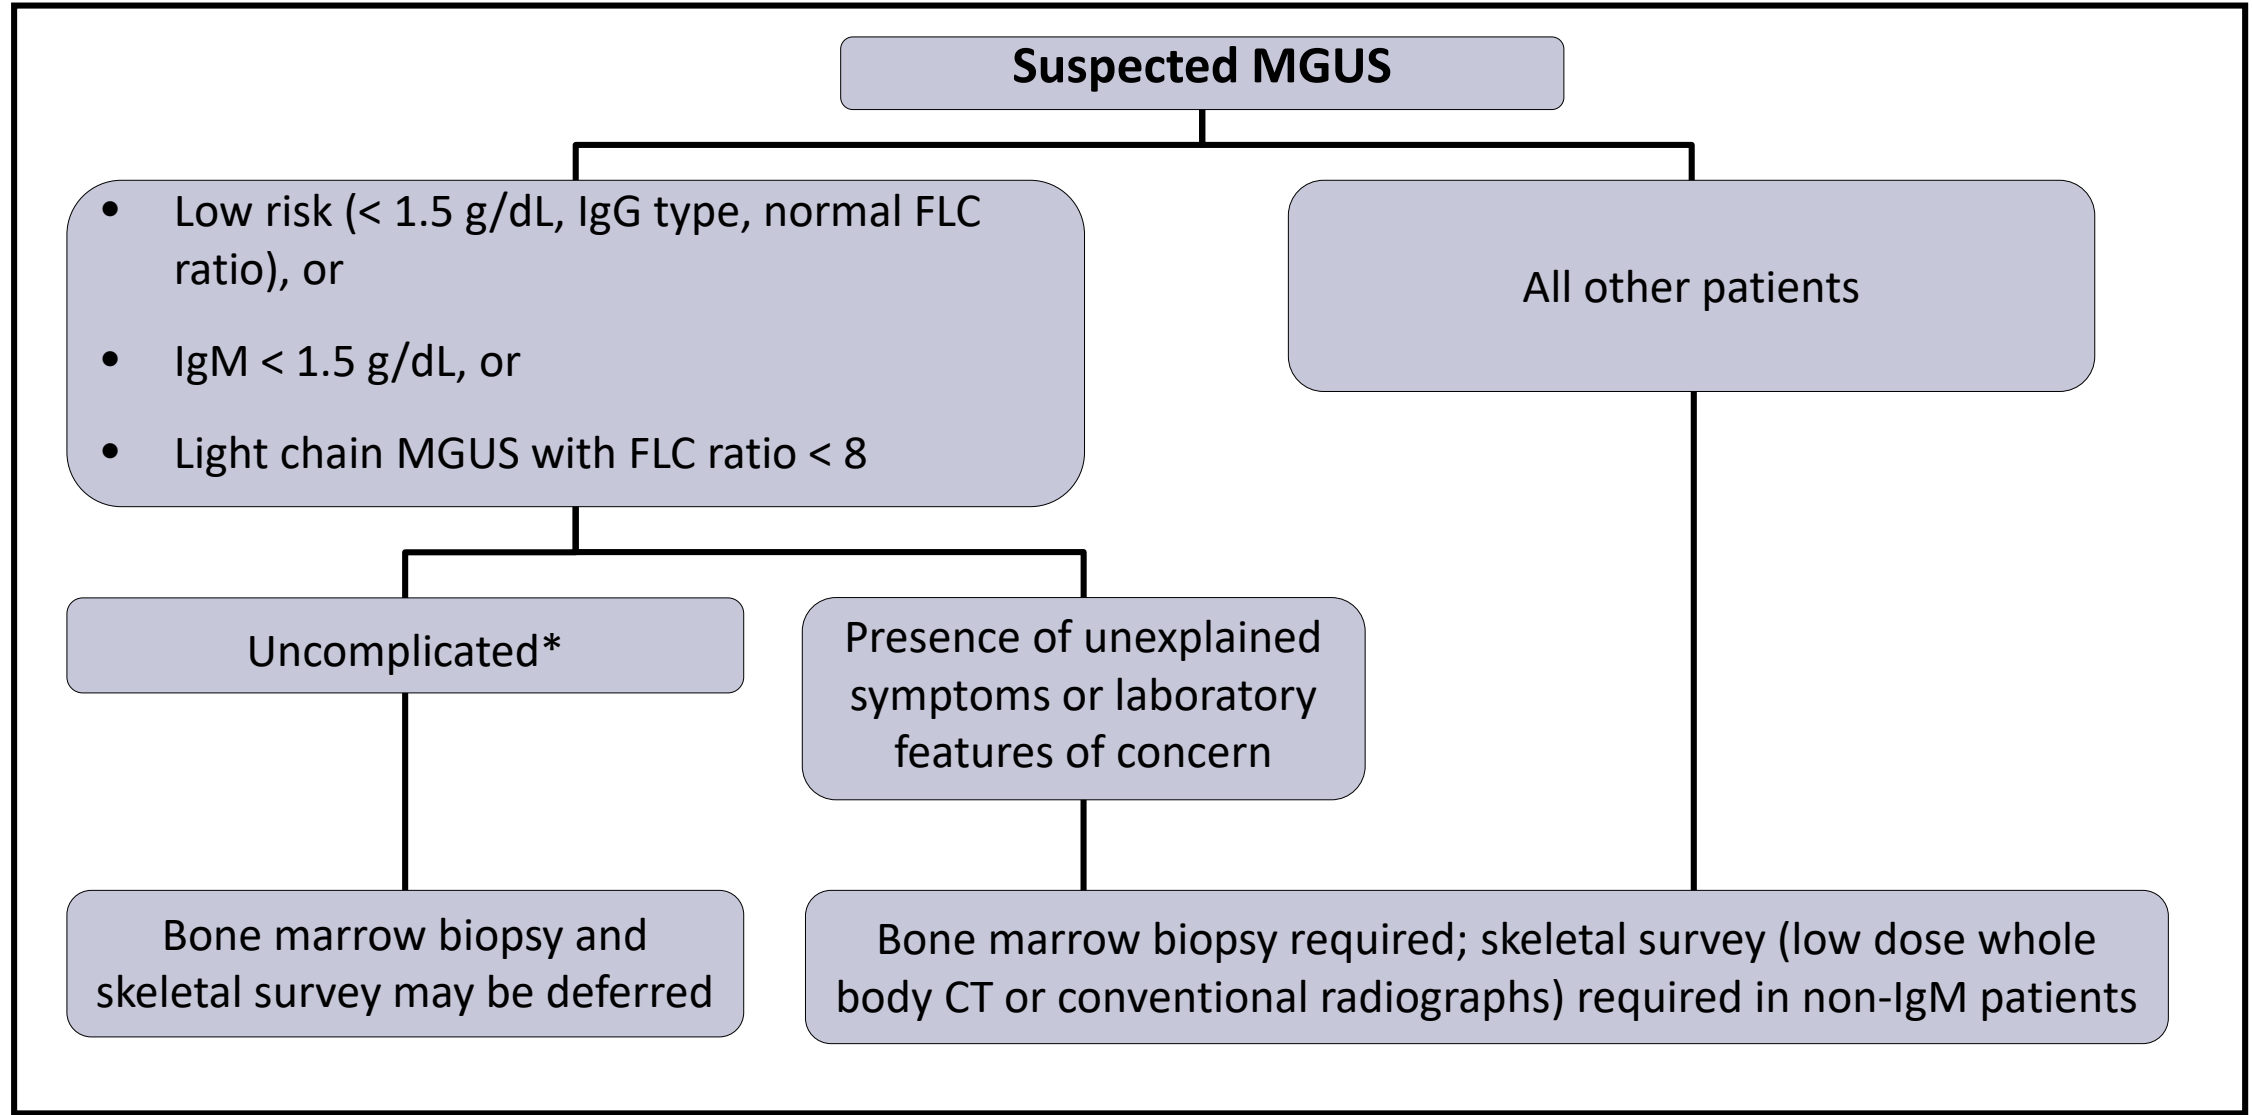 Suspected MGUS
• Low risk (< 1.5 g/dL, IgG type, normal FLC
ratio), or
• IgM < 1.5 g/dL, or
• Light chain MGUS with FLC ratio < 8
All other patients
Uncomplicated*
Presence of unexplained
symptoms or laboratory
features of concern
Bone marrow biopsy and
skeletal survey may be deferred
Bone marrow biopsy required; skeletal survey (low dose whole
body CT or conventional radiographs) required in non-IgM patients